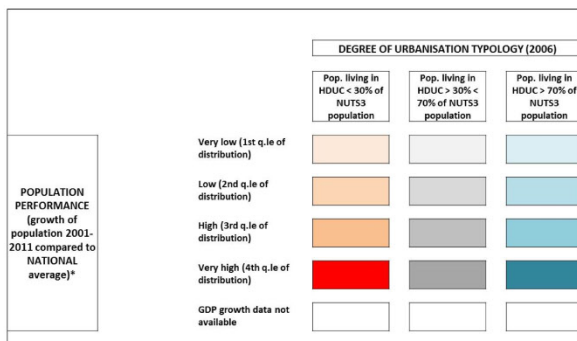 DEGREE OF URBANISATION TYPOLOGY (2006)
Pop. living in
HDUC < 30% of
NUTS3
population
Pop. living in
HDUC > 30% <
70% of NUTS3
population
Pop. living in
HDUC > 70% of
NUTS3
population
POPULATION
PERFORMANCE
(growth of
population 2001-
2011 compared to
NATIONAL
average)*
Very low (1st q.le of
distribution)
Low (2nd q.le of
distribution)
High (3rd q.le of
distribution)
Very high (4th q.le of
distribution)
GDP growth data not
available